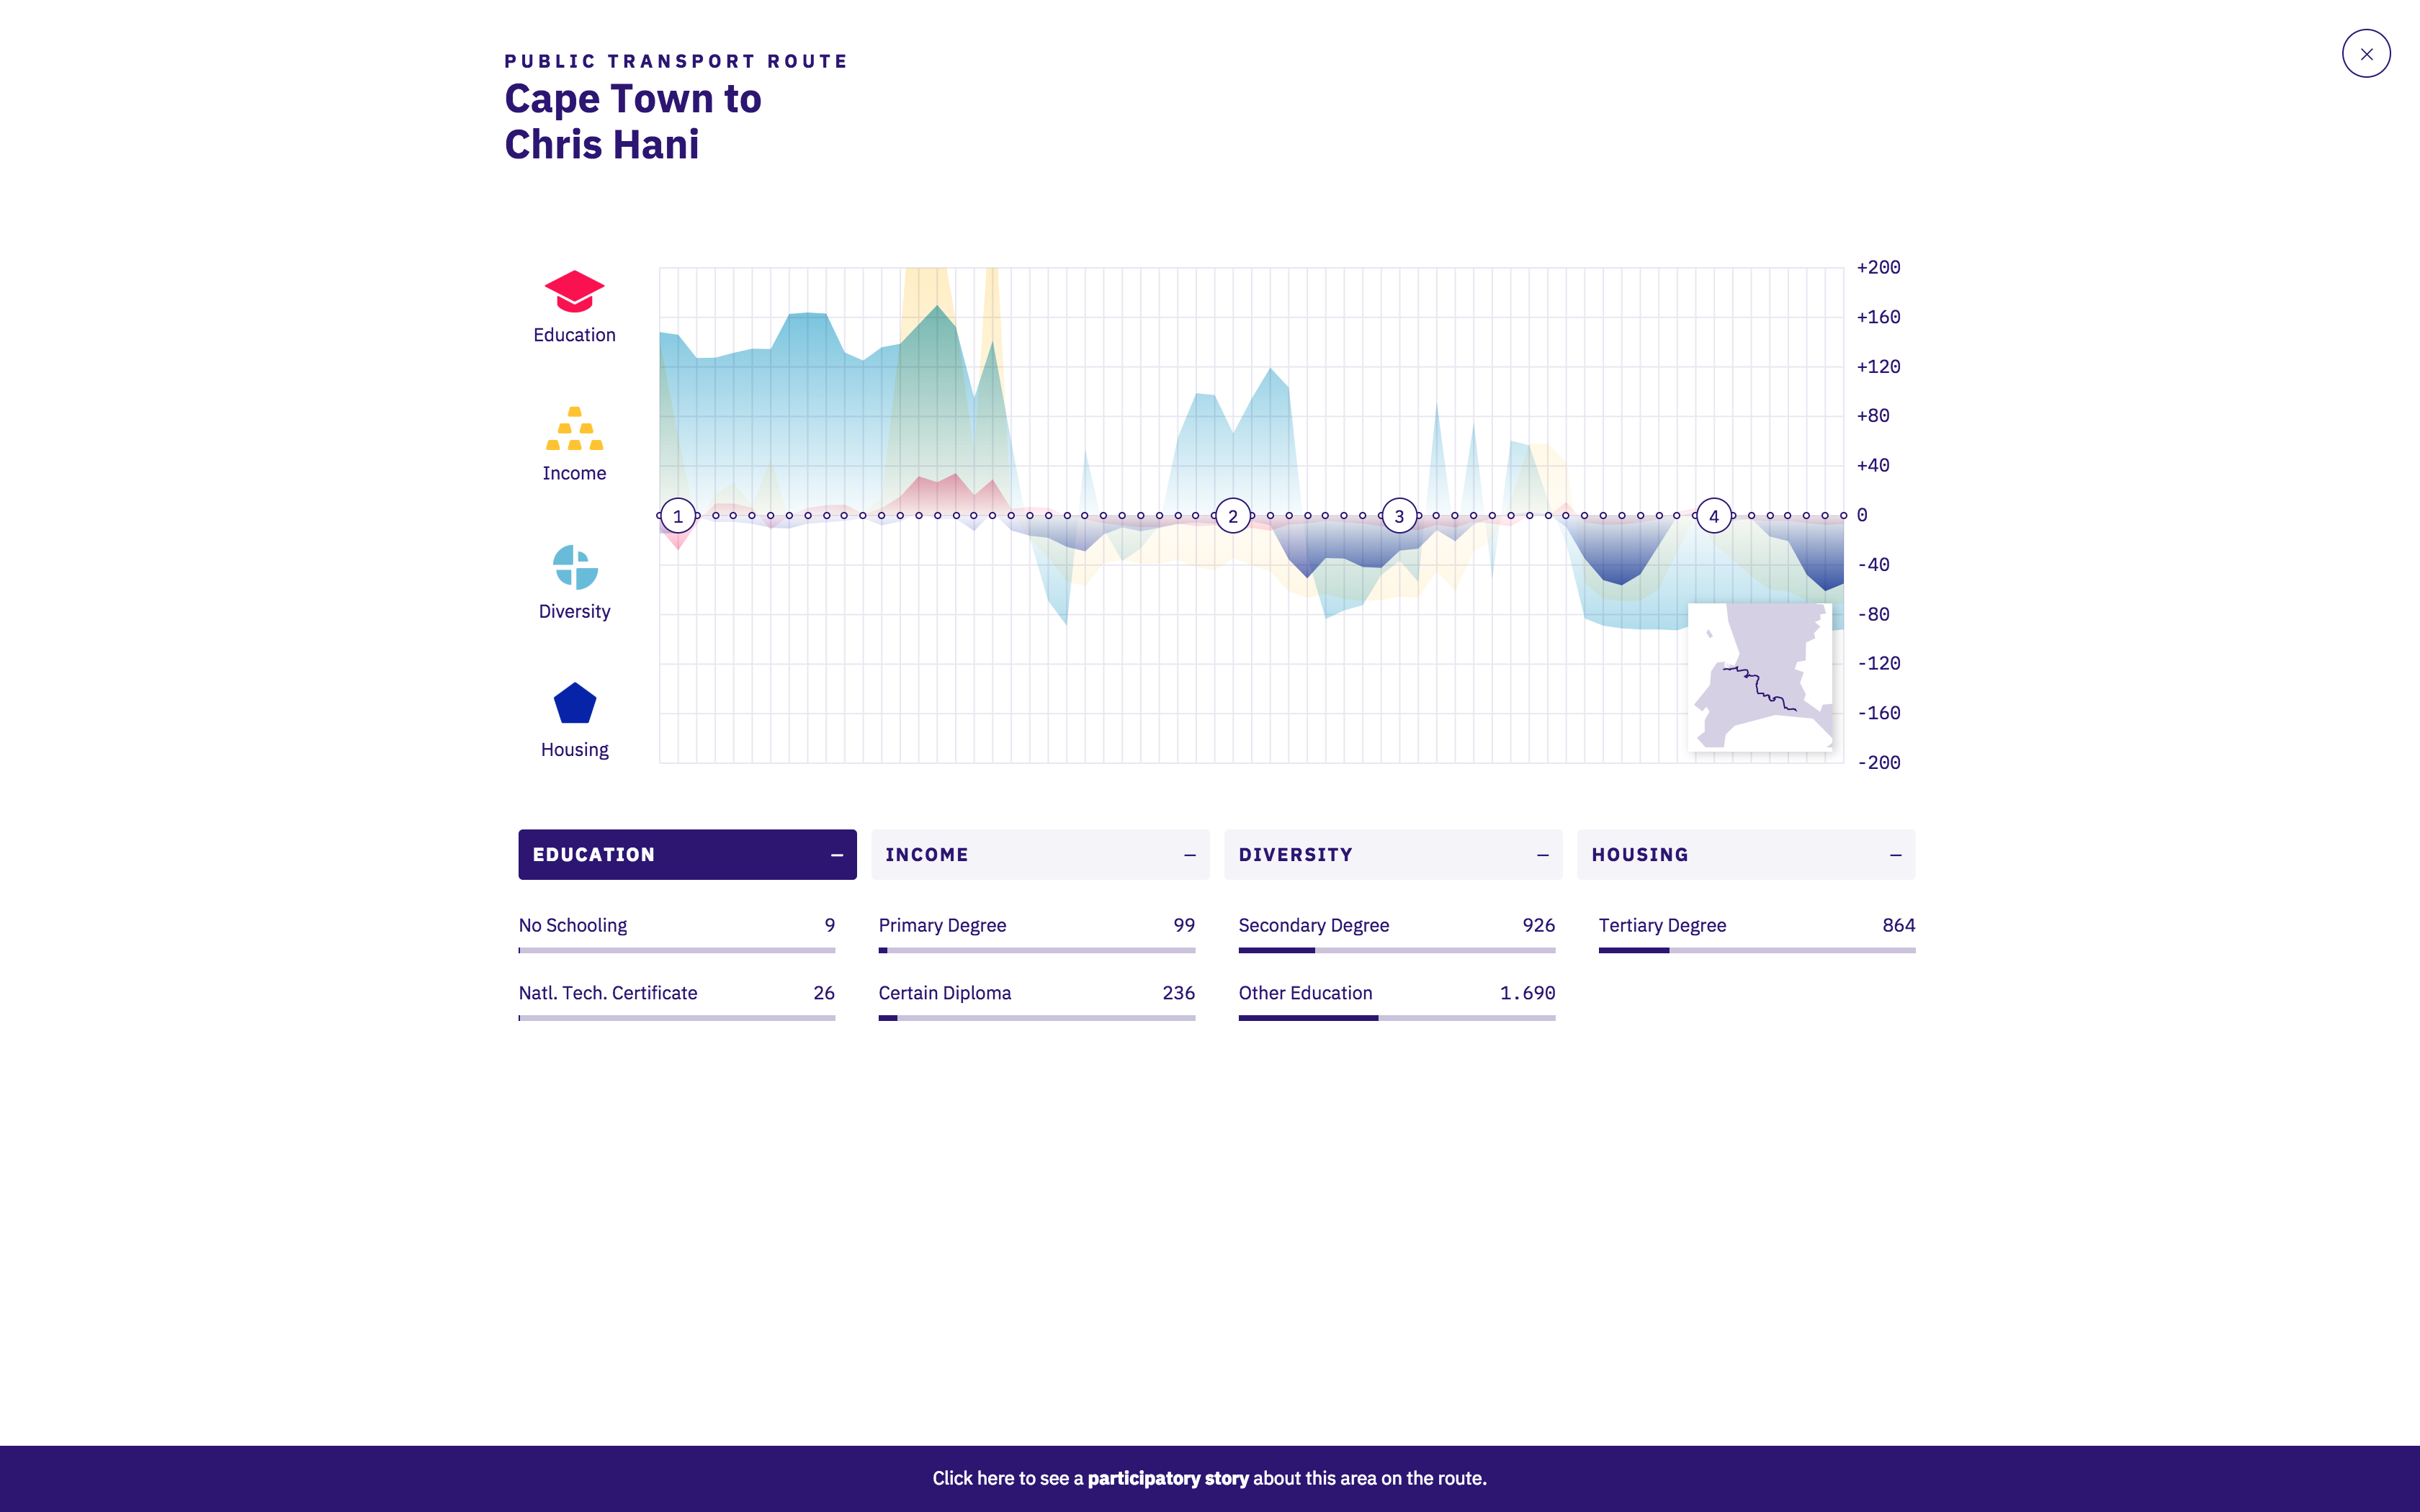 PUBLIC TRANSPORT ROUTE
Cape Town to
Chris Hani
Education
Income
Diversity
Housing
+200
+160
+120
+80
+40
0
-40
-80
-120
-160
-200
1
2
3
4
EDUCATION –
INCOME –
DIVERSITY –
HOUSING –
No Schooling 9
Primary Degree 99
Secondary Degree 926
Tertiary Degree 864
Natl. Tech. Certificate 26
Certain Diploma 236
Other Education 1.690
Click here to see a participatory story about this area on the route.